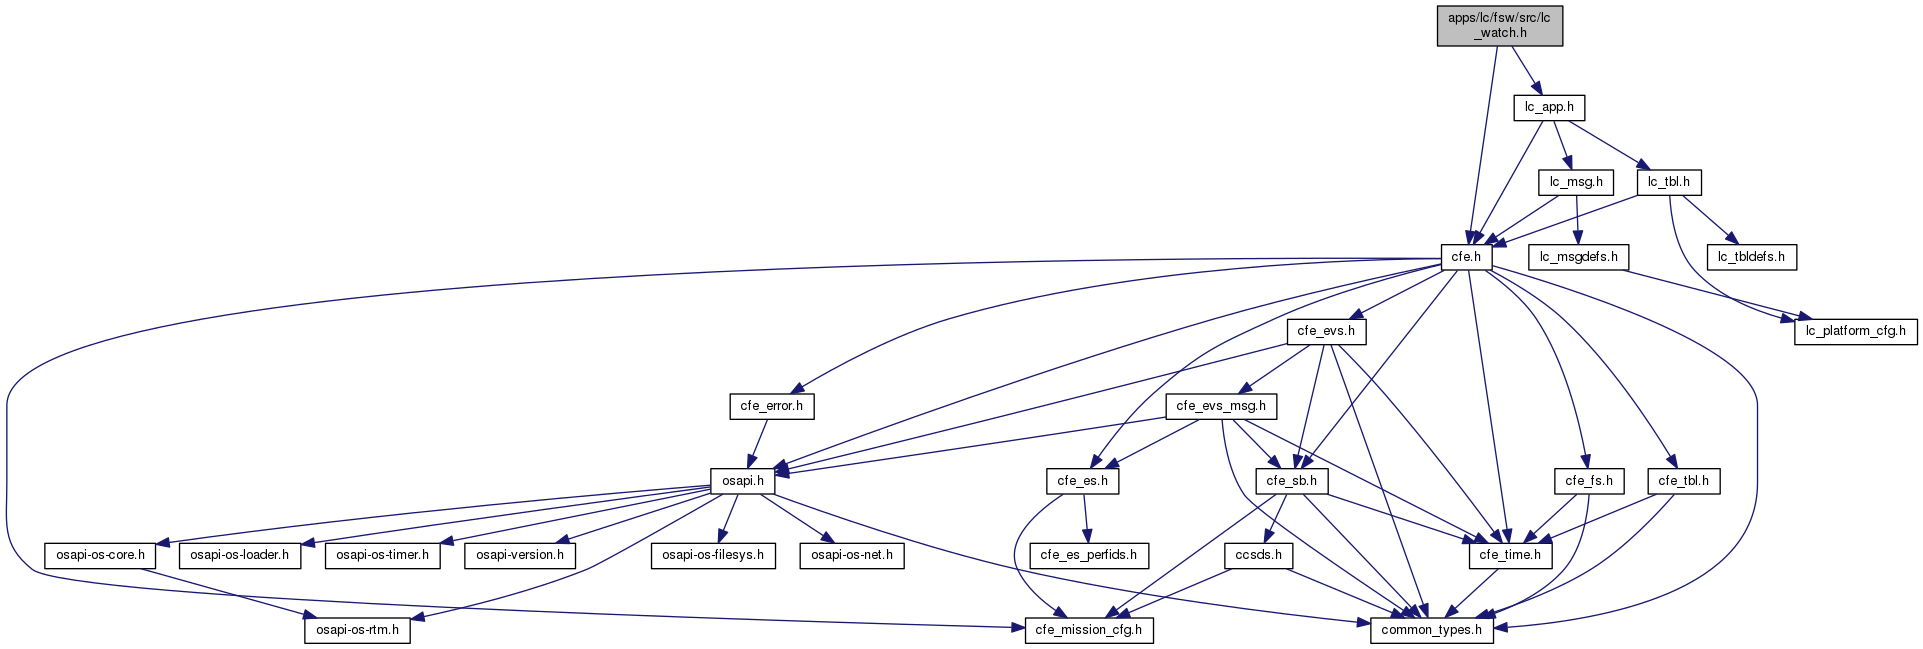 apps/lc/fsw/src/lc
_watch.h
lc_app.h
lc_msg.h
lc_tbl.h
cfe.h
lc_msgdefs.h
lc_tbldefs.h
cfe_evs.h
lc_platform_cfg.h
cfe_error.h
cfe_evs_msg.h
osapi.h
cfe_es.h
cfe_sb.h
cfe_fs.h
cfe_tbl.h
osapi-os-core.h
osapi-os-loader.h
osapi-os-timer.h
osapi-version.h
osapi-os-filesys.h
osapi-os-net.h
cfe_es_perfids.h
ccsds.h
cfe_time.h
osapi-os-rtm.h
cfe_mission_cfg.h
common_types.h